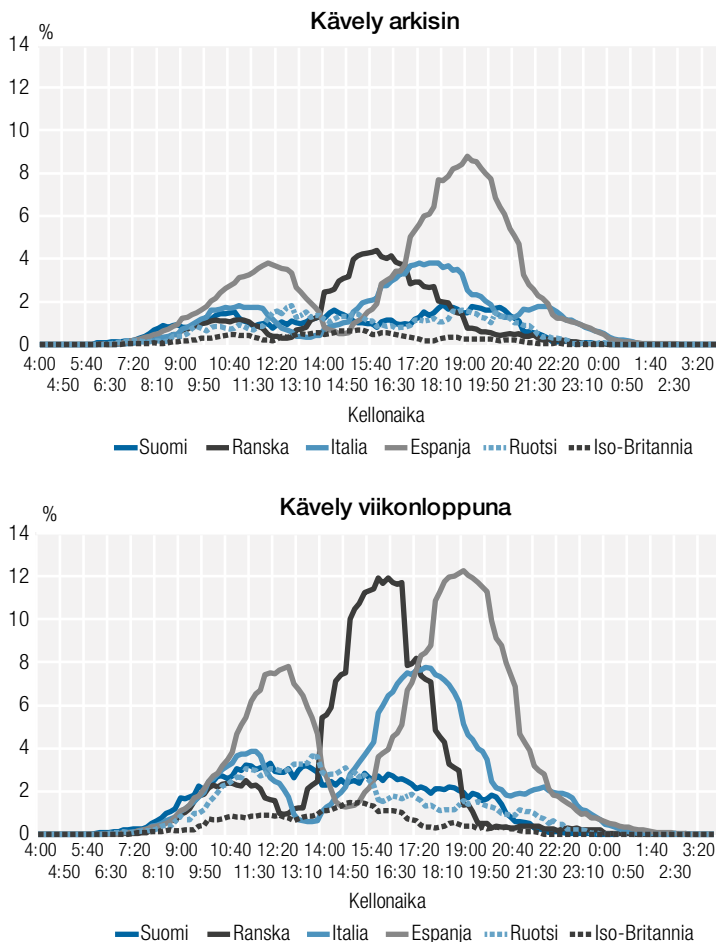 Kävely arkisin
%
14
12
10
8
6
4
2
0
4:00 5:40 7:20 9:00 10:40 12:20 14:00 15:40 17:20 19:00 20:40 22:20 0:00 1:40 3:20
4:50 6:30 8:10 9:50 11:30 13:10 14:50 16:30 18:10 19:50 21:30 23:10 0:50 2:30
Kellonaika
Suomi Ranska Italia Espanja Ruotsi Iso-Britannia
Kävely viikonloppuna
%
14
12
10
8
6
4
2
0
4:00 5:40 7:20 9:00 10:40 12:20 14:00 15:40 17:20 19:00 20:40 22:20 0:00 1:40 3:20
4:50 6:30 8:10 9:50 11:30 13:10 14:50 16:30 18:10 19:50 21:30 23:10 0:50 2:30
Kellonaika
Suomi Ranska Italia Espanja Ruotsi Iso-Britannia